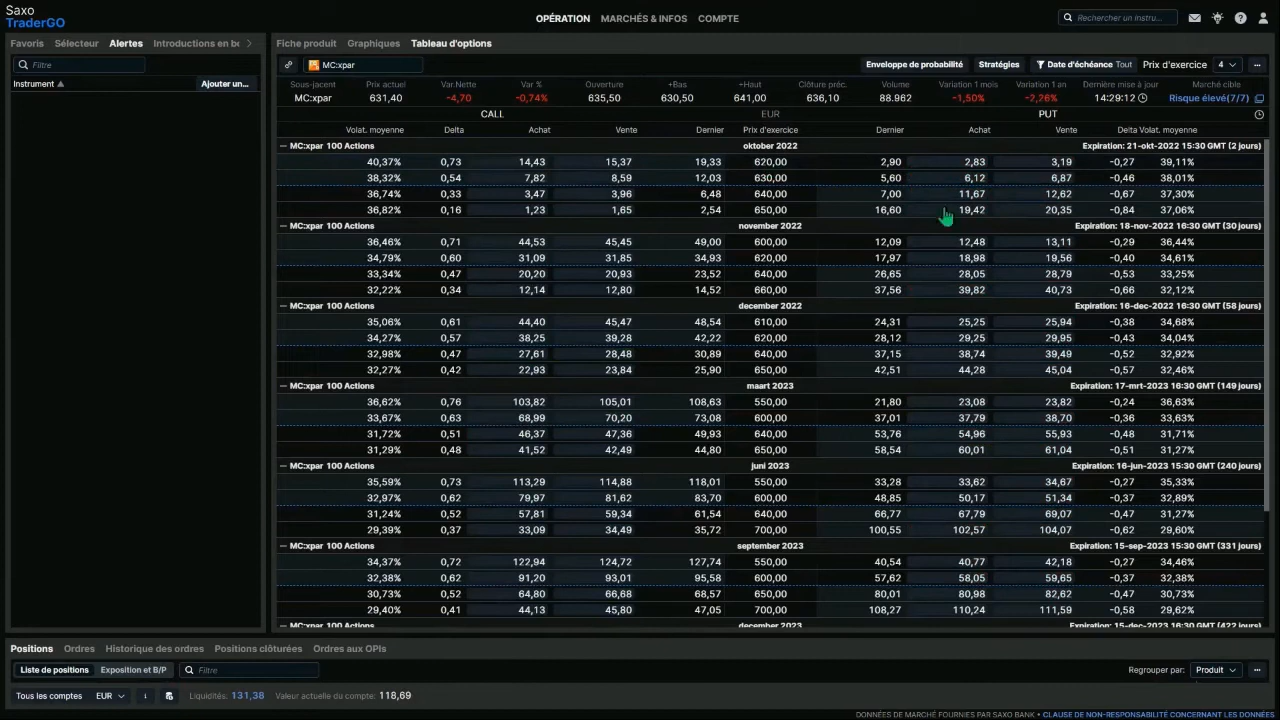 Saxo
TraderGO
OPÉRATION MARCHÉS & INFOS COMPTE
Rechercher un instru...
Favoris Sélecteur Alertes Introductions en bo
Fiche produit Graphiques Tableau d'options
Filtre
MC:xpar
Enveloppe de probabilité Stratégies Date d'échéance Tout Prix d'exercice 4
Instrument Ajouter un...
Sous-jacent Prix actuel Var.Nette Var % Ouverture +Bas +Haut Clôture préc. Volume Variation 1 mois Variation 1 an Dernière mise à jour Marché cible
MC:xpar 631,40 -4,70 -0,74% 635,50 630,50 641,00 636,10 88.962 -1,50% -2,26% 14:29:12 Risque élevé(7/7)
CALL EUR PUT
Volat. moyenne Delta Achat Vente Dernier Prix d'exercice Dernier Achat Vente Delta Volat. moyenne
MC:xpar 100 Actions oktober 2022 Expiration: 21-okt-2022 15:30 GMT (2 jours)
40,37% 0,73 14,43 15,37 19,33 620,00 2,90 2,83 3,19 -0,27 39,11%
38,32% 0,54 7,82 8,59 12,03 630,00 5,60 6,12 6,87 -0,46 38,01%
36,74% 0,33 3,47 3,96 6,48 640,00 7,00 11,67 12,62 -0,67 37,30%
36,82% 0,16 1,23 1,65 2,54 650,00 16,60 19,42 20,35 -0,84 37,06%
MC:xpar 100 Actions november 2022 Expiration: 18-nov-2022 16:30 GMT (30 jours)
36,46% 0,71 44,53 45,45 49,00 600,00 12,09 12,48 13,11 -0,29 36,44%
34,79% 0,60 31,09 31,85 34,93 620,00 17,97 18,98 19,56 -0,40 34,61%
33,34% 0,47 20,20 20,93 23,52 640,00 26,65 28,05 28,79 -0,53 33,25%
32,22% 0,34 12,14 12,80 14,52 660,00 37,56 39,82 40,73 -0,66 32,12%
MC:xpar 100 Actions december 2022 Expiration: 16-dec-2022 16:30 GMT (58 jours)
35,06% 0,61 44,40 45,47 48,54 610,00 24,31 25,25 25,94 -0,38 34,68%
34,27% 0,57 38,25 39,28 42,22 620,00 28,12 29,25 29,95 -0,43 34,04%
32,98% 0,47 27,61 28,48 30,89 640,00 37,15 38,74 39,49 -0,52 32,92%
32,27% 0,42 22,93 23,84 25,90 650,00 42,51 44,28 45,04 -0,57 32,46%
MC:xpar 100 Actions maart 2023 Expiration: 17-mrt-2023 16:30 GMT (149 jours)
36,62% 0,76 103,82 105,01 108,63 550,00 21,80 23,08 23,82 -0,24 36,63%
33,67% 0,63 68,99 70,20 73,08 600,00 37,01 37,79 38,70 -0,36 33,63%
31,72% 0,51 46,37 47,36 49,93 640,00 53,76 54,96 55,93 -0,48 31,71%
31,29% 0,48 41,52 42,49 44,80 650,00 58,54 60,01 61,04 -0,51 31,27%
MC:xpar 100 Actions juni 2023 Expiration: 16-jun-2023 15:30 GMT (240 jours)
35,59% 0,73 113,29 114,88 118,01 550,00 33,28 33,62 34,67 -0,27 35,33%
32,97% 0,62 79,97 81,62 83,70 600,00 48,85 50,17 51,34 -0,37 32,89%
31,24% 0,52 57,81 59,34 61,54 640,00 66,77 67,79 69,07 -0,47 31,27%
29,39% 0,37 33,09 34,49 35,72 700,00 100,55 102,57 104,07 -0,62 29,60%
MC:xpar 100 Actions september 2023 Expiration: 15-sep-2023 15:30 GMT (331 jours)
34,37% 0,72 122,94 124,72 127,74 550,00 40,54 40,77 42,18 -0,27 34,46%
32,38% 0,62 91,20 93,01 95,58 600,00 57,62 58,05 59,65 -0,37 32,38%
30,73% 0,52 64,80 66,68 68,57 650,00 80,01 80,98 82,62 -0,47 30,73%
29,40% 0,41 44,13 45,80 47,05 700,00 108,27 110,24 111,59 -0,58 29,62%
MC:xpar 100 Actions december 2023 Expiration: 15-dec-2023 16:30 GMT (422 jours)
Positions Ordres Historique des ordres Positions clôturées Ordres aux OPIs
Liste de positions Exposition et B/P Filtre Regrouper par: Produit
Tous les comptes EUR Liquidités: 131,38 Valeur actuelle du compte: 118,69
DONNÉES DE MARCHÉ FOURNIES PAR SAXO BANK • CLAUSE DE NON-RESPONSABILITÉ CONCERNANT LES DONNÉES